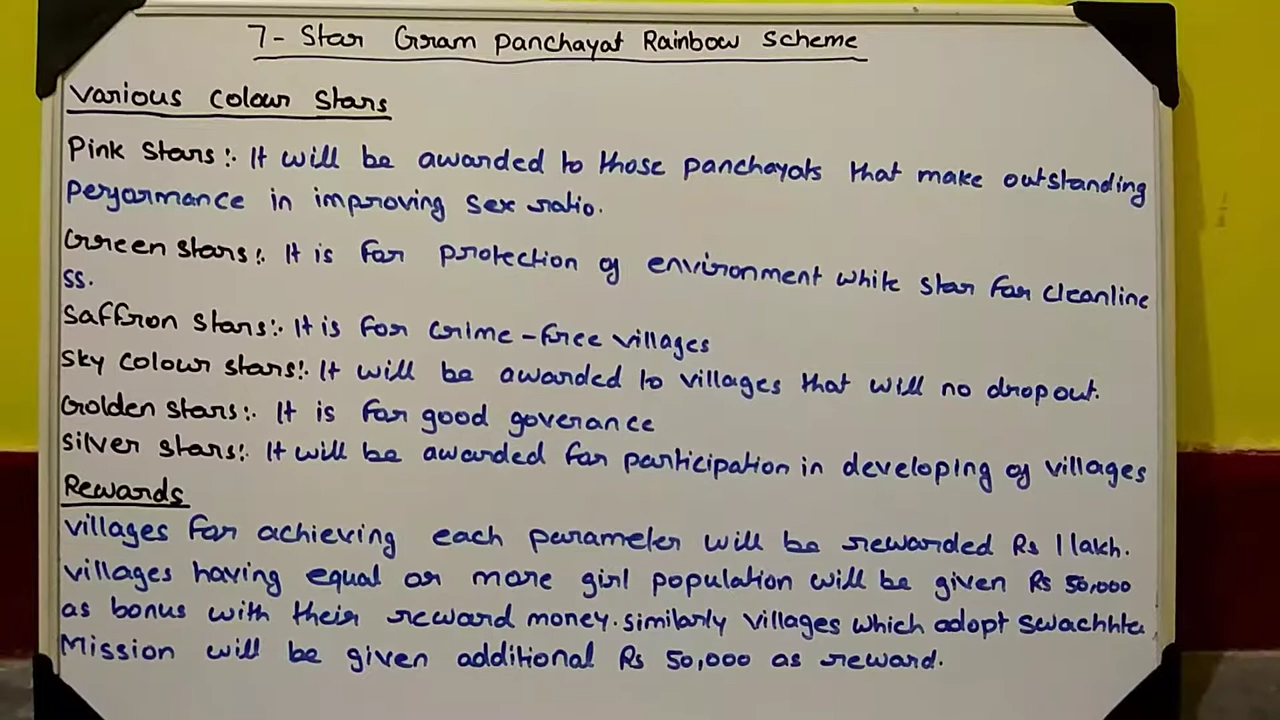 7- Star Gram panchayat Rainbow scheme
various colour stars
Pink stars:- It will be awarded to those panchayats that make outstanding
performance in improving sex ratio.
Green stars:- It is for protection of environment white star for cleanline
ss.
Saffron stars:- It is for crime-free villages
Sky colour stars:- It will be awarded to villages that will no dropout.
Golden stars:- It is for good goverance
Silver stars:- It will be awarded for participation in developing of villages
Rewards
villages for achieving each parameter will be rewarded Rs 1 lakh.
villages having equal or more girl population will be given Rs 50,000
as bonus with their reward money. similarly villages which adopt swachhta
Mission will be given additional Rs 50,000 as reward.